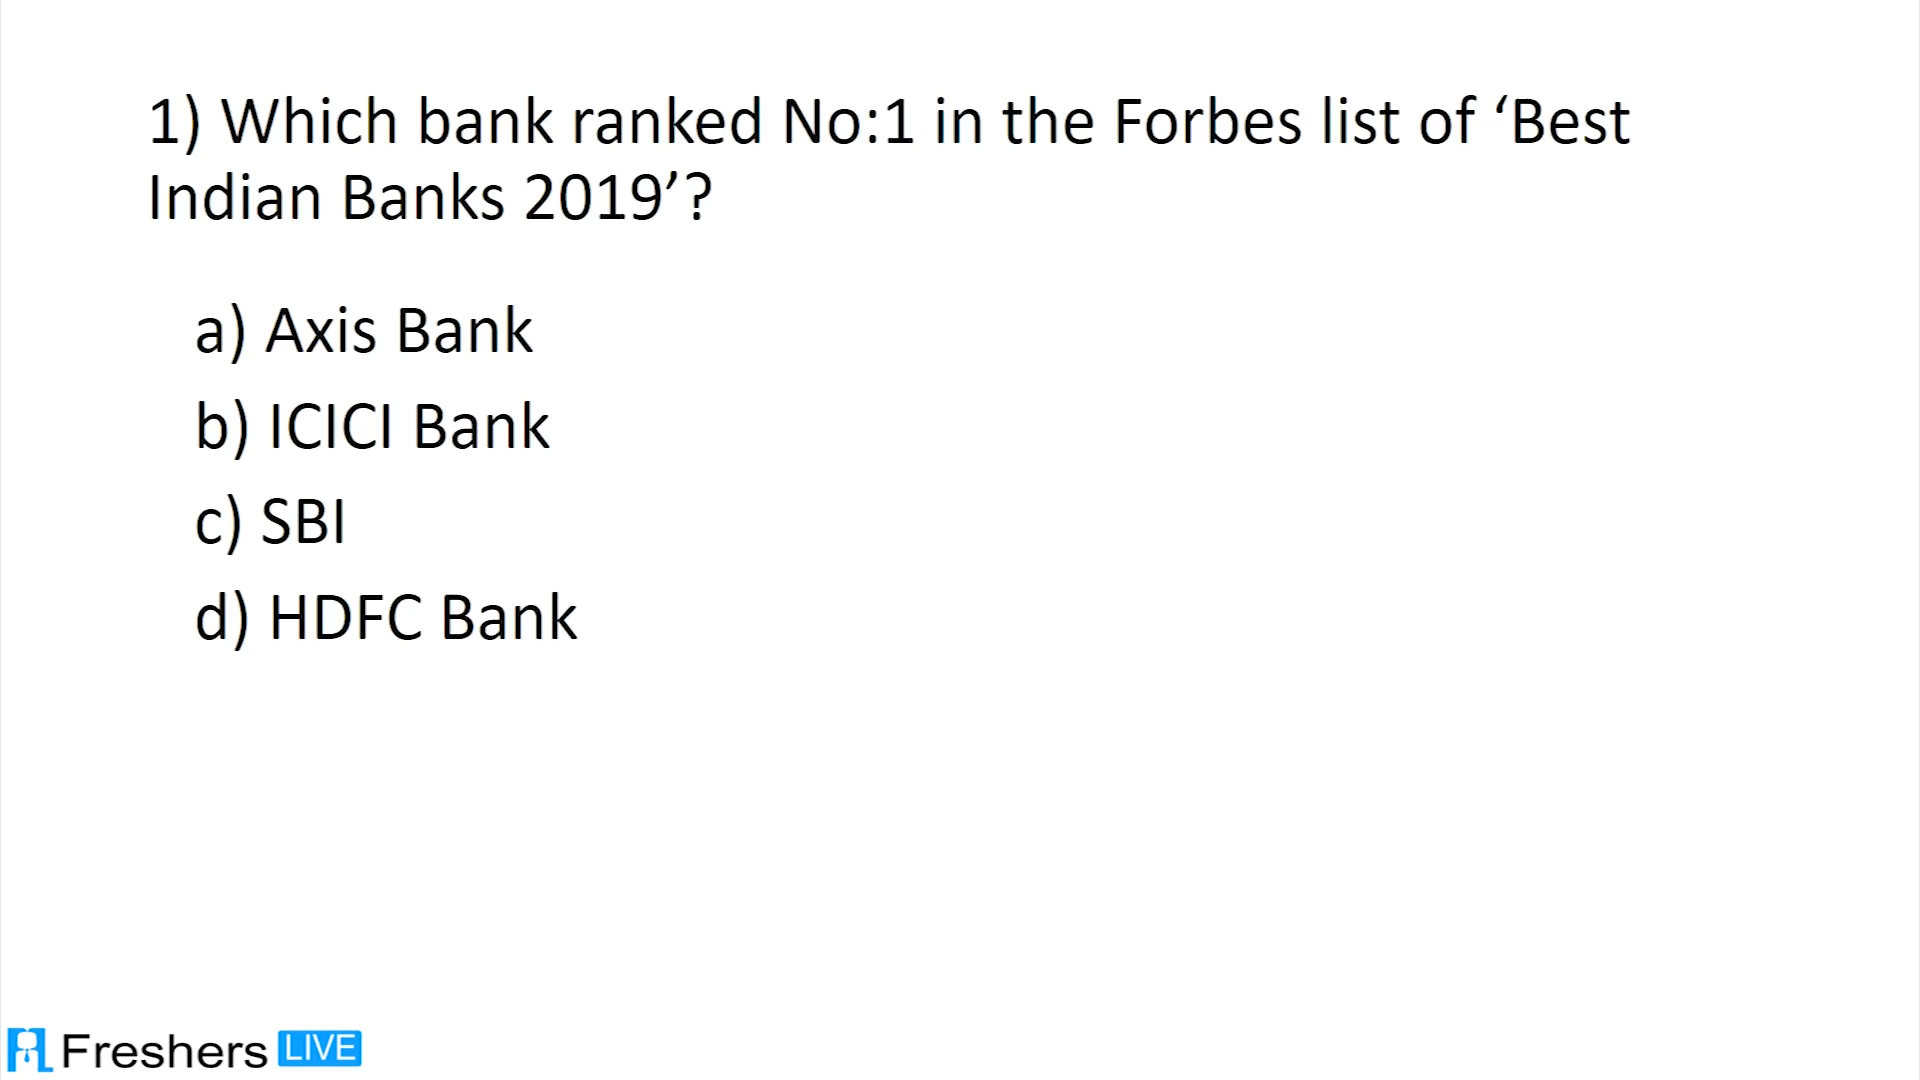 1) Which bank ranked No:1 in the Forbes list of ‘Best
Indian Banks 2019’?
a) Axis Bank
b) ICICI Bank
c) SBI
d) HDFC Bank
Freshers LIVE